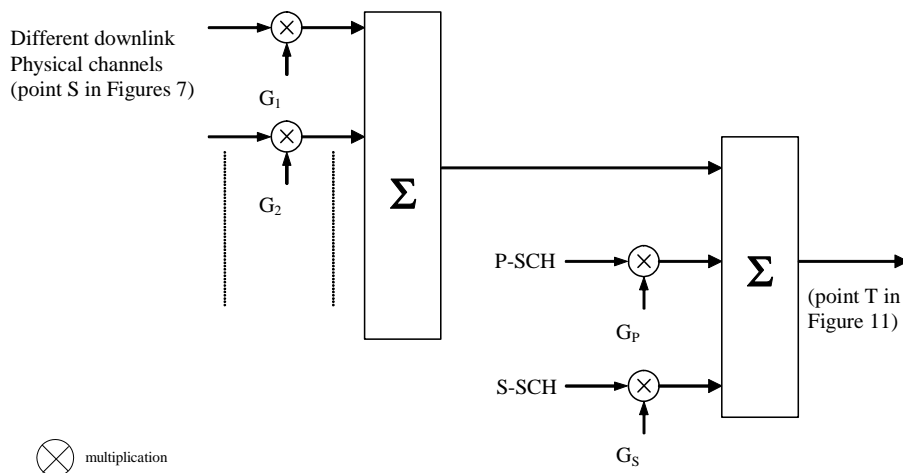 Different downlink
Physical channels
(point S in Figures 7)
G1
G2
Σ
P-SCH
GP
Σ
(point T in
Figure 11)
S-SCH
GS
multiplication